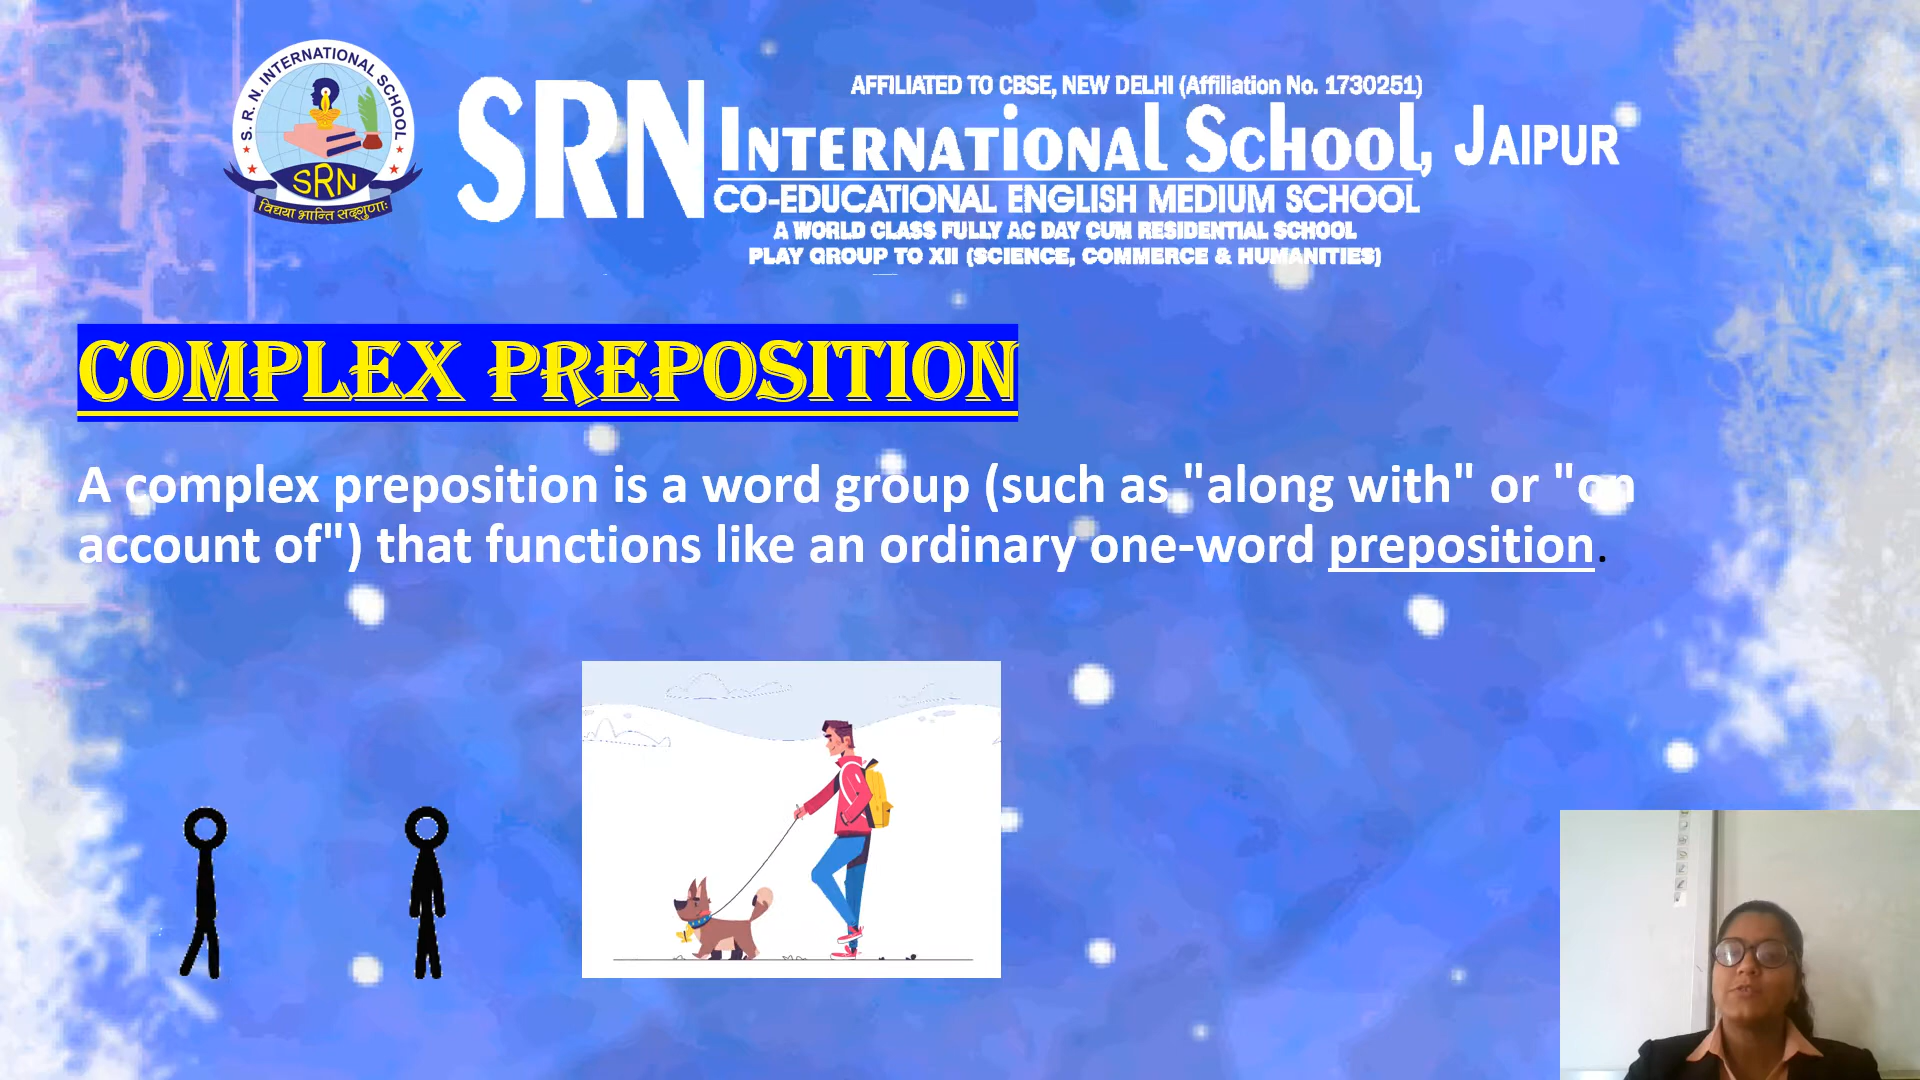 S. R. N. INTERNATIONAL SCHOOL
SRN
विद्यया भान्ति सद्गुणाः
AFFILIATED TO CBSE, NEW DELHI (Affiliation No. 1730251)
SRN INTERNATiONAL School, JAIPUR
CO-EDUCATIONAL ENGLISH MEDIUM SCHOOL
A WORLD CLASS FULLY AC DAY CUM RESIDENTIAL SCHOOL
PLAY GROUP TO XII (SCIENCE, COMMERCE & HUMANITIES)
COMPLEX PREPOSITION
A complex preposition is a word group (such as "along with" or "on
account of") that functions like an ordinary one-word preposition.